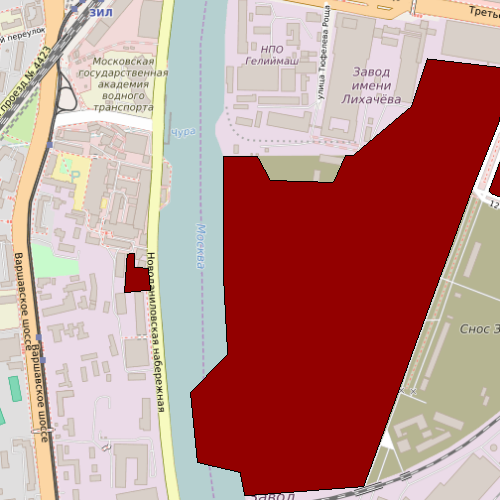 Третье
ЗИЛ
й переулок
проезд № 4423
Московская
государственная
академия
водного
транспорта
НПО
Гелиймаш
улица Тюфелева Роща
Завод
имени
Лихачёва
Чура
Москва
Варшавское шоссе
Варшавское шоссе
Новоданиловская набережная
12
Снос З
Завод